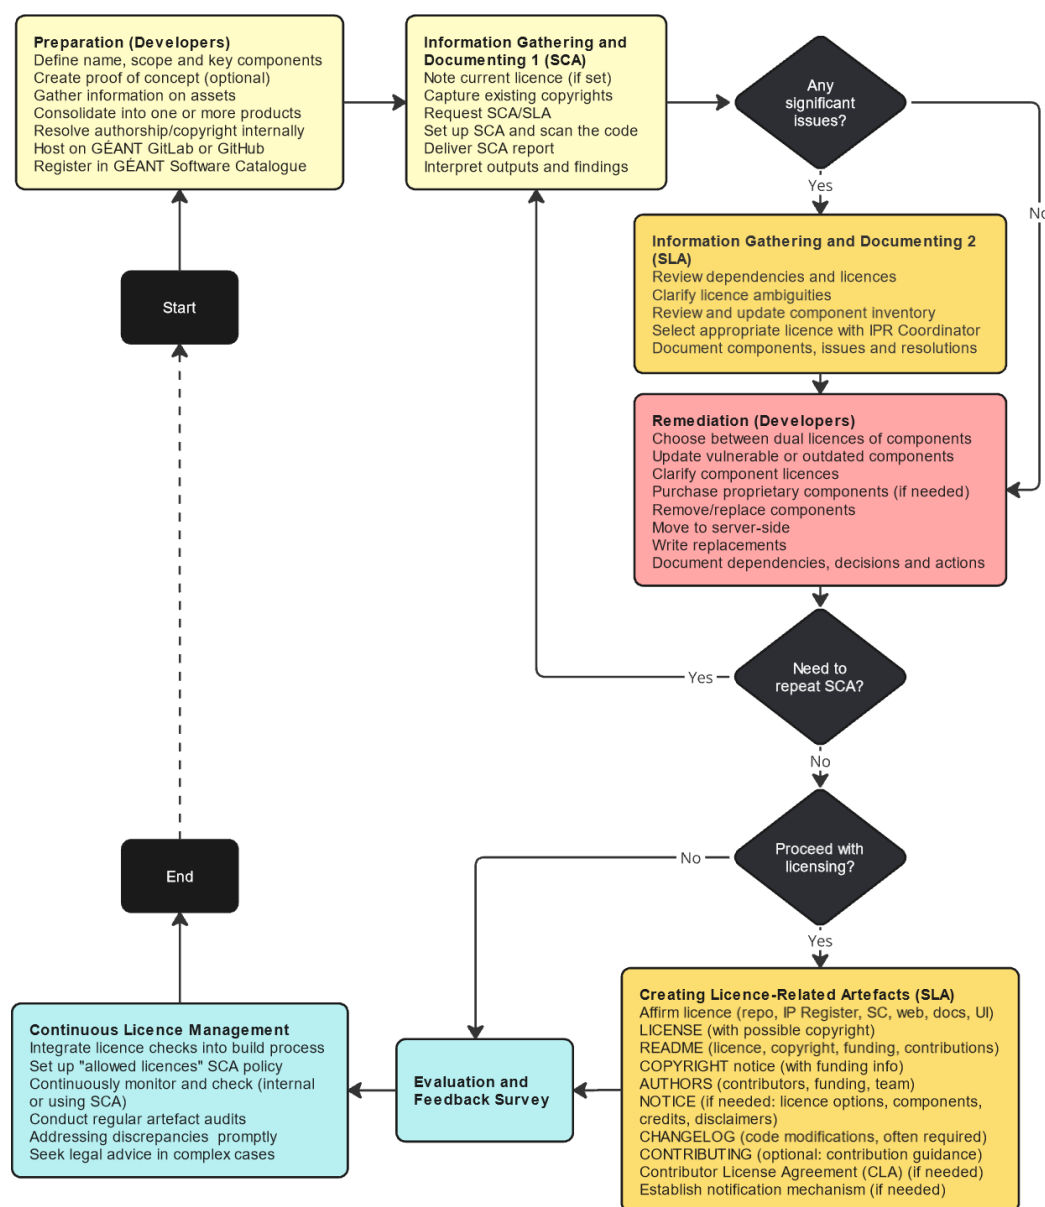 Preparation (Developers)
Define name, scope and key components
Create proof of concept (optional)
Gather information on assets
Consolidate into one or more products
Resolve authorship/copyright internally
Host on GÉANT GitLab or GitHub
Register in GÉANT Software Catalogue
Information Gathering and
Documenting 1 (SCA)
Note current licence (if set)
Capture existing copyrights
Request SCA/SLA
Set up SCA and scan the code
Deliver SCA report
Interpret outputs and findings
Any
significant
issues?
Yes
No
Information Gathering and Documenting 2
(SLA)
Review dependencies and licences
Clarify licence ambiguities
Review and update component inventory
Select appropriate licence with IPR Coordinator
Document components, issues and resolutions
Start
Remediation (Developers)
Choose between dual licences of components
Update vulnerable or outdated components
Clarify component licences
Purchase proprietary components (if needed)
Remove/replace components
Move to server-side
Write replacements
Document dependencies, decisions and actions
Need to
repeat SCA?
Yes
No
Proceed with
licensing?
No
Yes
End
Creating Licence-Related Artefacts (SLA)
Affirm licence (repo, IP Register, SC, web, docs, UI)
LICENSE (with possible copyright)
README (licence, copyright, funding, contributions)
COPYRIGHT notice (with funding info)
AUTHORS (contributors, funding, team)
NOTICE (if needed: licence options, components,
credits, disclaimers)
CHANGELOG (code modifications, often required)
CONTRIBUTING (optional: contribution guidance)
Contributor License Agreement (CLA) (if needed)
Establish notification mechanism (if needed)
Evaluation and
Feedback Survey
Continuous Licence Management
Integrate licence checks into build process
Set up "allowed licences" SCA policy
Continuously monitor and check (internal
or using SCA)
Conduct regular artefact audits
Addressing discrepancies  promptly
Seek legal advice in complex cases